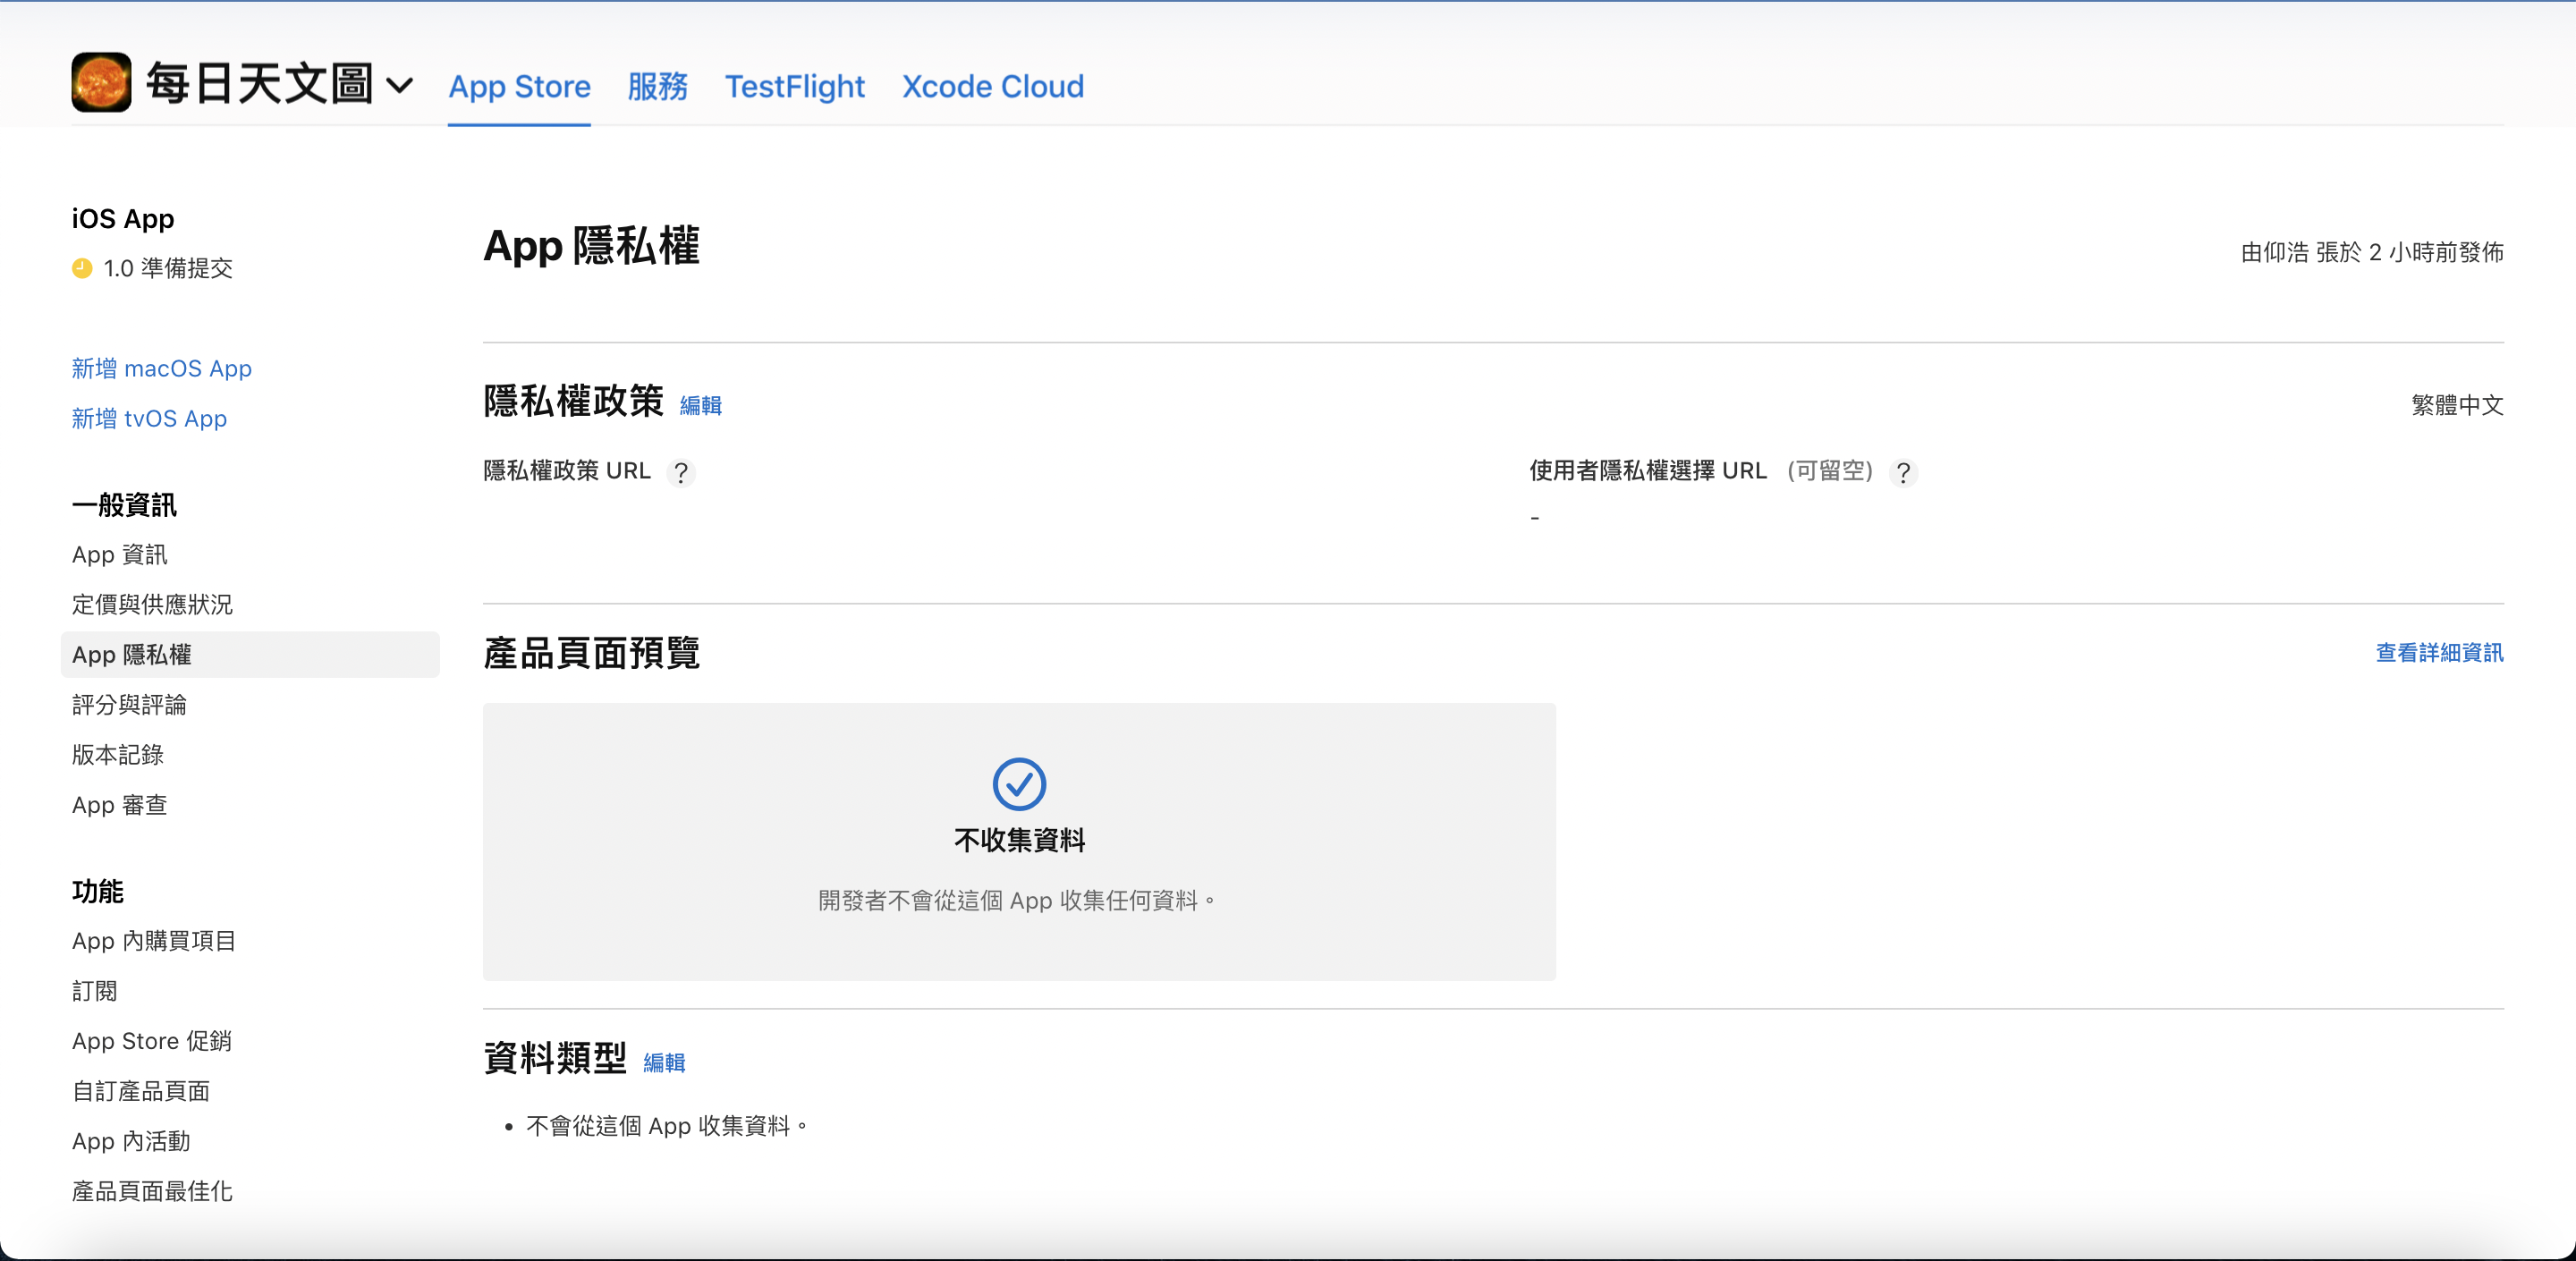 每日天文圖
App Store 服務 TestFlight Xcode Cloud
iOS App
1.0 準備提交
新增 macOS App
新增 tvOS App
一般資訊
App 資訊
定價與供應狀況
App 隱私權
評分與評論
版本記錄
App 審查
功能
App 內購買項目
訂閱
App Store 促銷
自訂產品頁面
App 內活動
產品頁面最佳化
App 隱私權
由仰浩 張於 2 小時前發佈
隱私權政策 編輯
繁體中文
隱私權政策 URL ?
使用者隱私權選擇 URL (可留空) ?
-
產品頁面預覽
查看詳細資訊
不收集資料
開發者不會從這個 App 收集任何資料。
資料類型 編輯
• 不會從這個 App 收集資料。